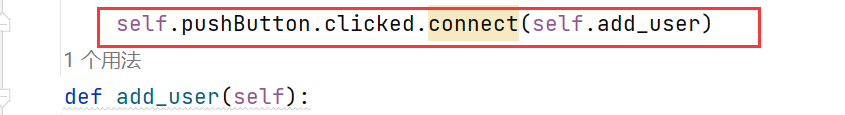 self.pushButton.clicked.connect(self.add_user)
1 个用法
def add_user(self):